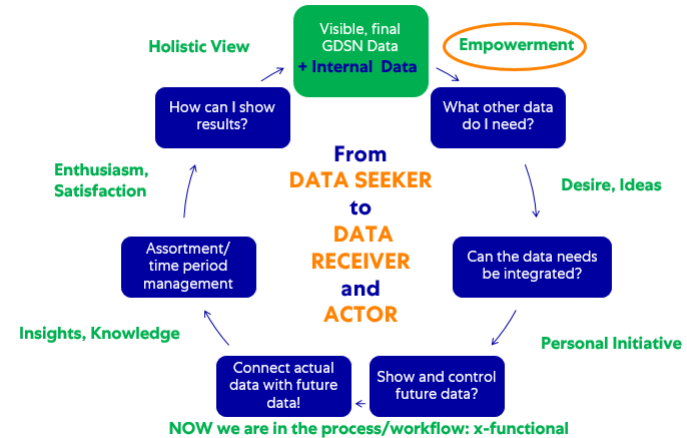 Visible, final
GDSN Data
+ Internal Data
Holistic View
Empowerment
How can I show
results?
What other data
do I need?
From
DATA SEEKER
to
DATA
RECEIVER
and
ACTOR
Enthusiasm,
Satisfaction
Desire, Ideas
Assortment/
time period
management
Can the data needs
be integrated?
Insights, Knowledge
Personal Initiative
Connect actual
data with future
data!
Show and control
future data?
NOW we are in the process/workflow: x-functional